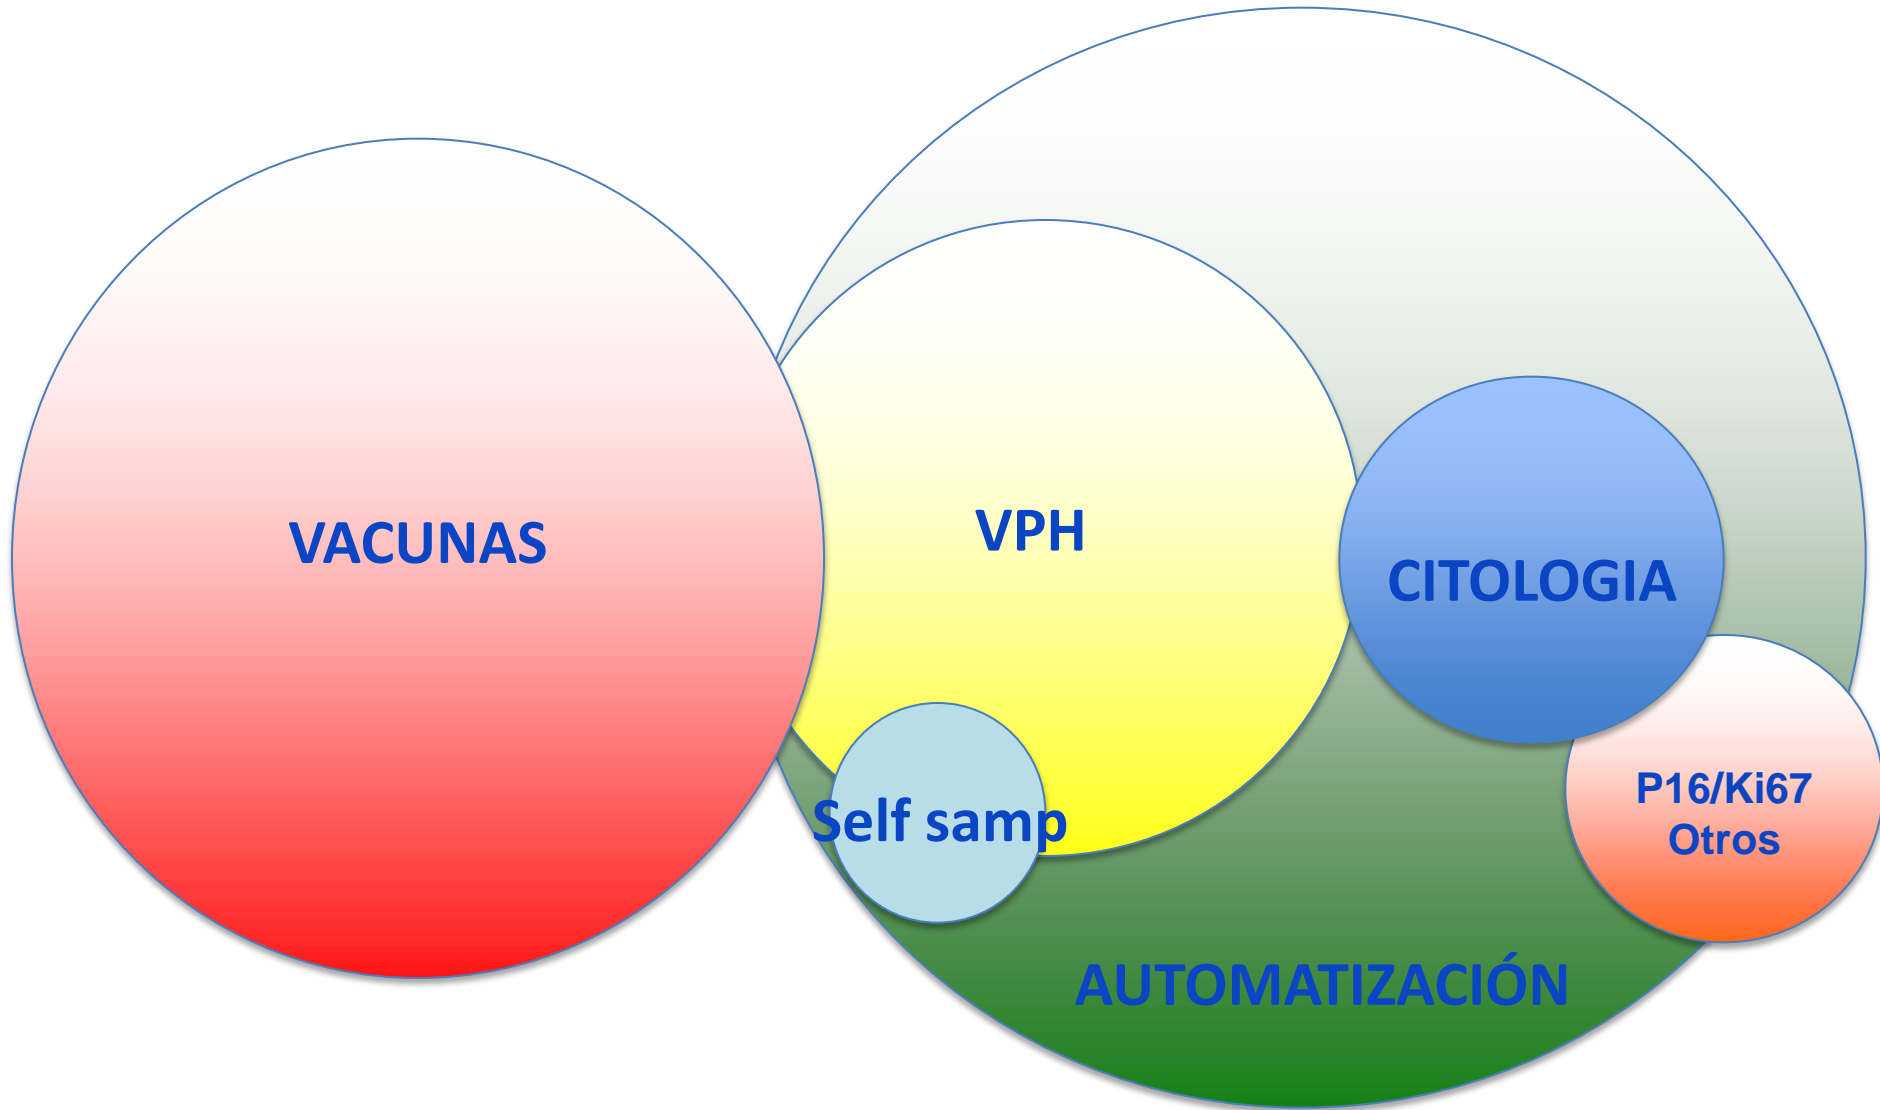 VACUNAS
VPH
CITOLOGIA
Self samp
P16/Ki67
Otros
AUTOMATIZACIÓN